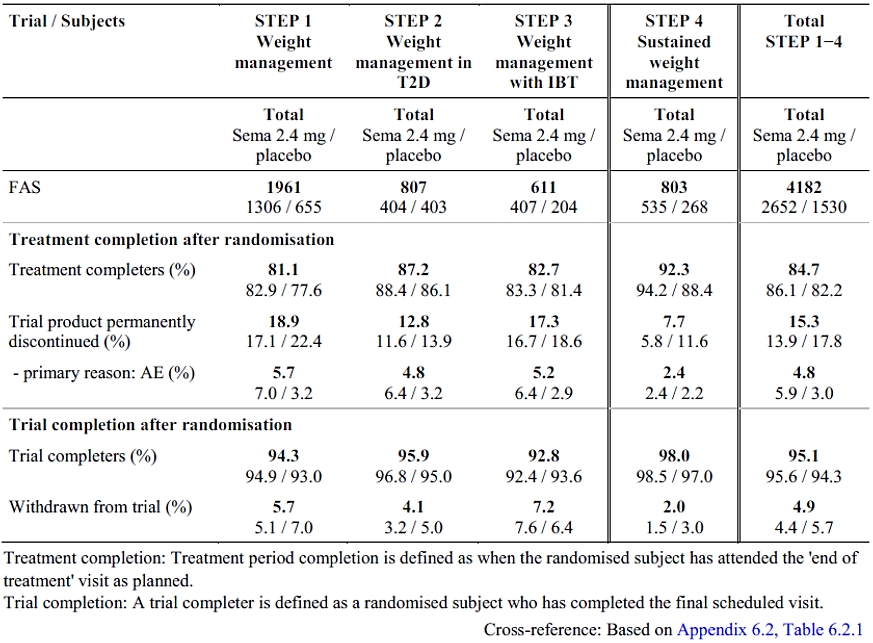 Trial / Subjects STEP 1 STEP 2 STEP 3 STEP 4 Total
Weight Weight Weight Sustained STEP 1−4
management management in management weight
T2D with IBT management
Total Total Total Total Total
Sema 2.4 mg / Sema 2.4 mg / Sema 2.4 mg / Sema 2.4 mg / Sema 2.4 mg /
placebo placebo placebo placebo placebo
FAS 1961 807 611 803 4182
1306 / 655 404 / 403 407 / 204 535 / 268 2652 / 1530
Treatment completion after randomisation
Treatment completers (%) 81.1 87.2 82.7 92.3 84.7
82.9 / 77.6 88.4 / 86.1 83.3 / 81.4 94.2 / 88.4 86.1 / 82.2
Trial product permanently 18.9 12.8 17.3 7.7 15.3
discontinued (%) 17.1 / 22.4 11.6 / 13.9 16.7 / 18.6 5.8 / 11.6 13.9 / 17.8
- primary reason: AE (%) 5.7 4.8 5.2 2.4 4.8
7.0 / 3.2 6.4 / 3.2 6.4 / 2.9 2.4 / 2.2 5.9 / 3.0
Trial completion after randomisation
Trial completers (%) 94.3 95.9 92.8 98.0 95.1
94.9 / 93.0 96.8 / 95.0 92.4 / 93.6 98.5 / 97.0 95.6 / 94.3
Withdrawn from trial (%) 5.7 4.1 7.2 2.0 4.9
5.1 / 7.0 3.2 / 5.0 7.6 / 6.4 1.5 / 3.0 4.4 / 5.7
Treatment completion: Treatment period completion is defined as when the randomised subject has attended the 'end of
treatment' visit as planned.
Trial completion: A trial completer is defined as a randomised subject who has completed the final scheduled visit.
Cross-reference: Based on Appendix 6.2, Table 6.2.1